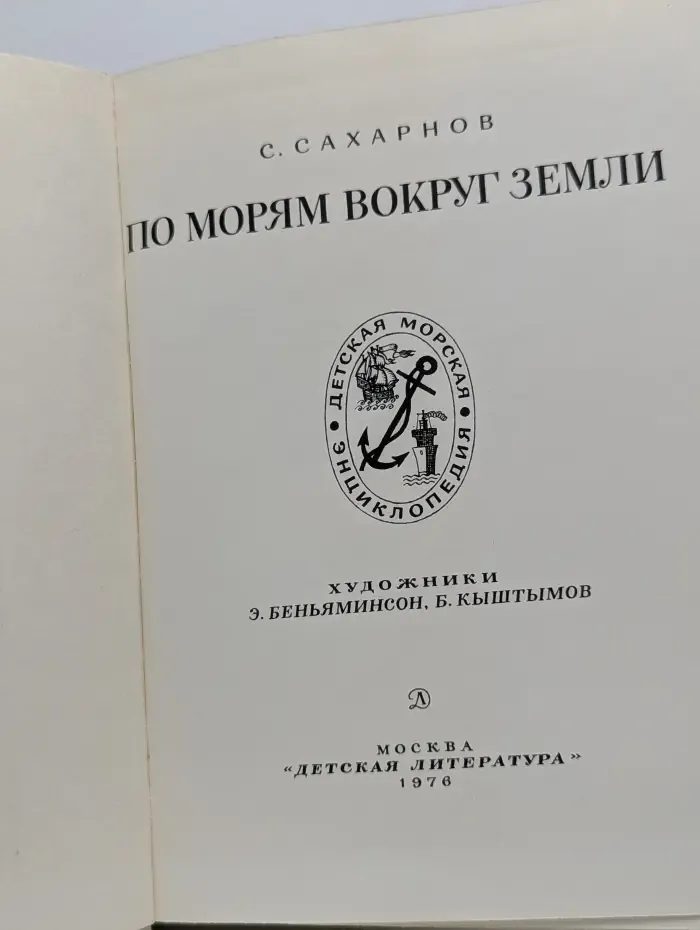 С. САХАРНОВ
ПО МОРЯМ ВОКРУГ ЗЕМЛИ
ДЕТСКАЯ МОРСКАЯ
ЭНЦИКЛОПЕДИЯ
ХУДОЖНИКИ
Э. БЕНЬЯМИНСОН, Б. КЫШТЫМОВ
Д
МОСКВА
“ДЕТСКАЯ ЛИТЕРАТУРА”
1976